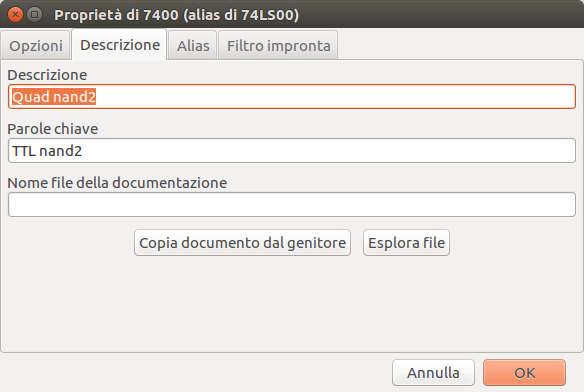 Proprietà di 7400 (alias di 74LS00)
Opzioni Descrizione Alias Filtro impronta
Descrizione
Quad nand2
Parole chiave
TTL nand2
Nome file della documentazione
Copia documento dal genitore Esplora file
Annulla OK